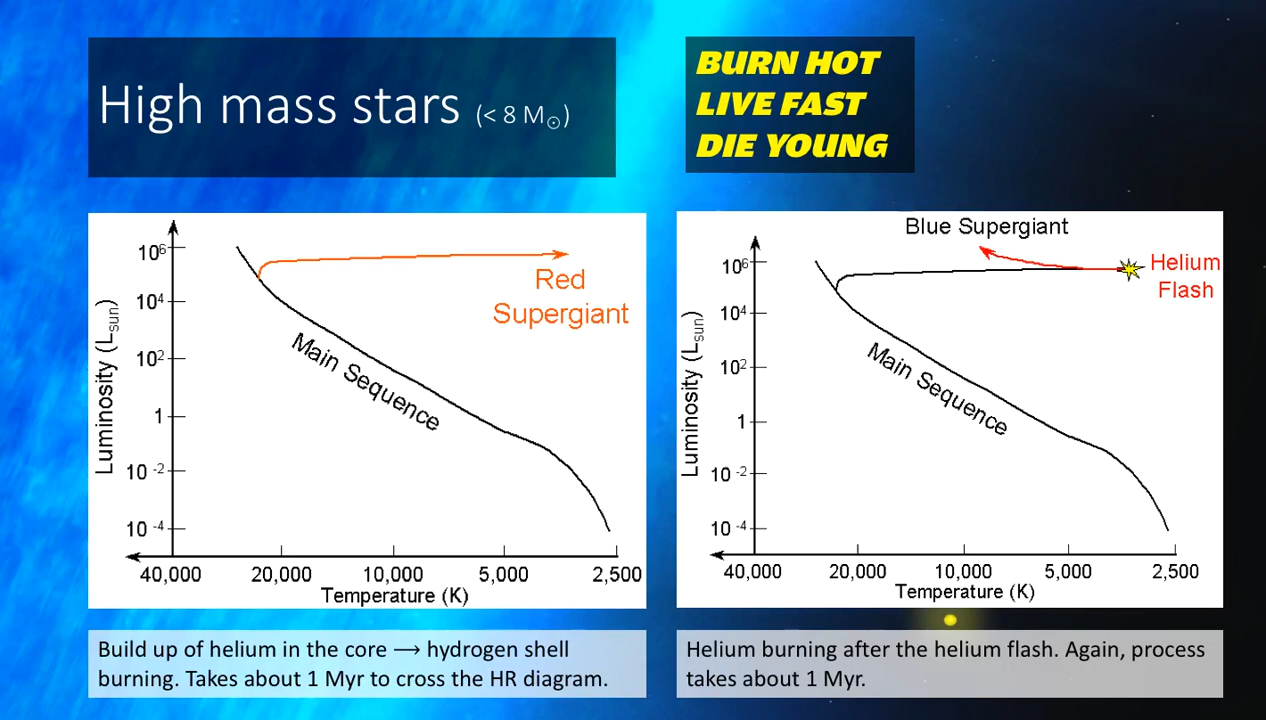 High mass stars (< 8 M☉)
BURN HOT
LIVE FAST
DIE YOUNG
Luminosity (Lsun)
10⁶
10⁴
10²
1
10⁻²
10⁻⁴
Red
Supergiant
Main Sequence
40,000 20,000 10,000 5,000 2,500
Temperature (K)
Blue Supergiant
Helium
Flash
Luminosity (Lsun)
10⁶
10⁴
10²
1
10⁻²
10⁻⁴
Main Sequence
40,000 20,000 10,000 5,000 2,500
Temperature (K)
Build up of helium in the core ⟶ hydrogen shell
burning. Takes about 1 Myr to cross the HR diagram.
Helium burning after the helium flash. Again, process
takes about 1 Myr.